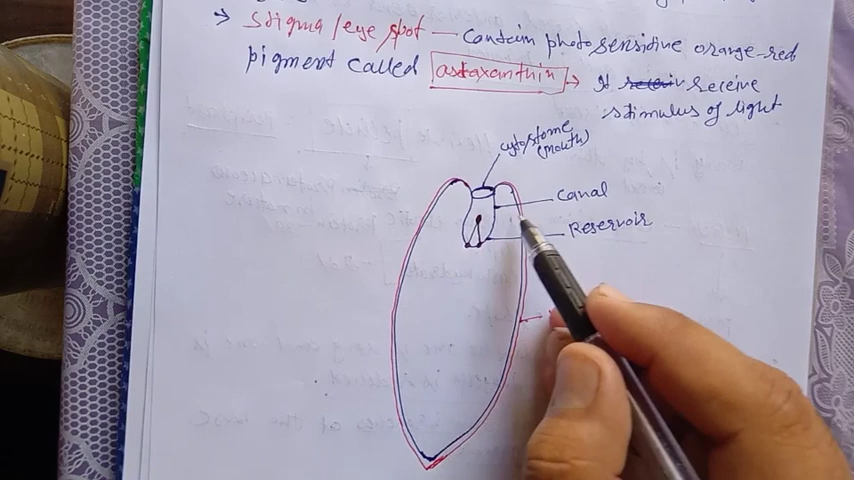 → Stigma/eye spot — Contain photosensitive orange-red
pigment called astaxanthin → It receive
stimulus of light
cytostome
(mouth)
Canal
Reservoir